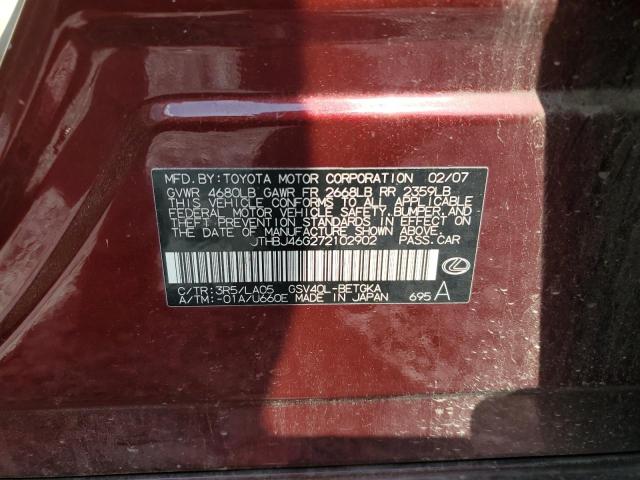 MFD. BY: TOYOTA MOTOR CORPORATION 02/07
GVWR 4680LB GAWR FR 2668LB RR 2359LB
THIS VEHICLE CONFORMS TO ALL APPLICABLE
FEDERAL MOTOR VEHICLE SAFETY, BUMPER, AND
THEFT PREVENTION STANDARDS IN EFFECT ON
THE DATE OF MANUFACTURE SHOWN ABOVE.
JTHBJ46G272102902 PASS. CAR
C/TR: 3R5/LA05 GSV40L-BETGKA
A/TM: -01A/U660E MADE IN JAPAN 695 A